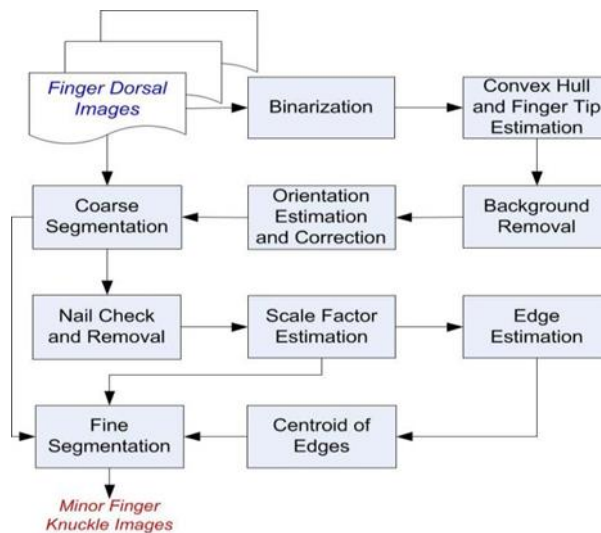 Finger Dorsal
Images
Binarization
Convex Hull
and Finger Tip
Estimation
Coarse
Segmentation
Orientation
Estimation
and Correction
Background
Removal
Nail Check
and Removal
Scale Factor
Estimation
Edge
Estimation
Fine
Segmentation
Centroid of
Edges
Minor Finger
Knuckle Images